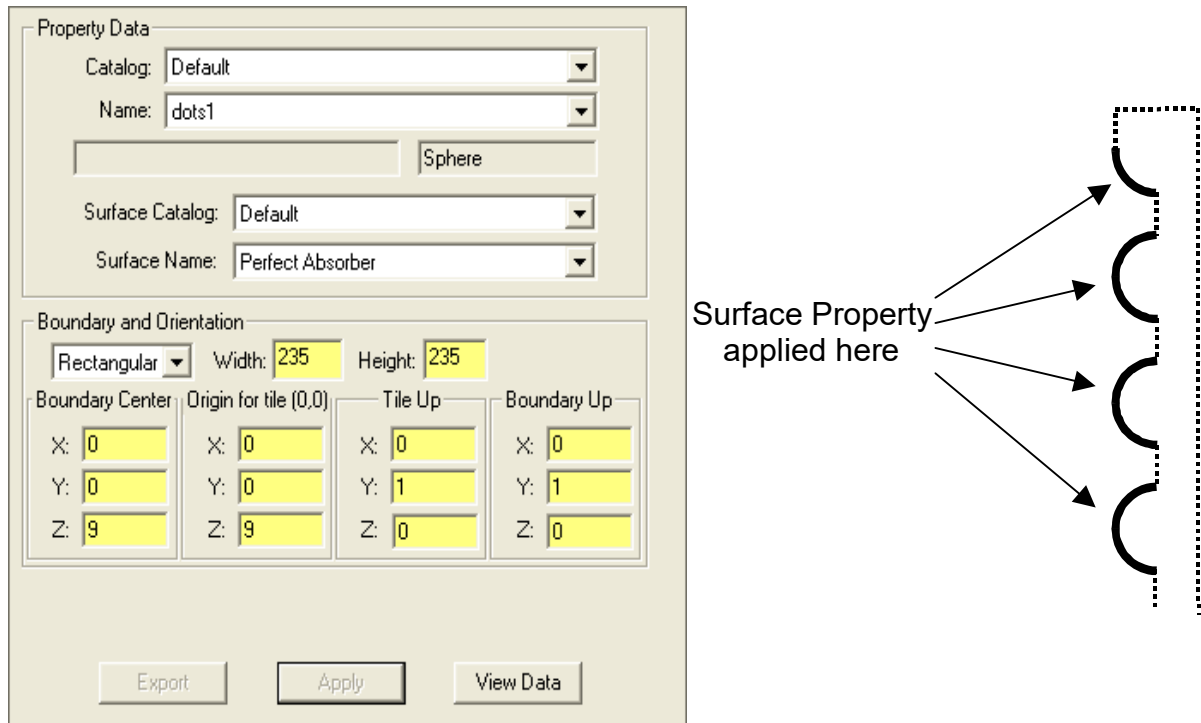 Property Data
Catalog: Default
Name: dots1
Sphere
Surface Catalog: Default
Surface Name: Perfect Absorber
Boundary and Orientation
Rectangular Width: 235 Height: 235
Boundary Center Origin for tile (0,0) Tile Up Boundary Up
X: 0 X: 0 X: 0 X: 0
Y: 0 Y: 0 Y: 1 Y: 1
Z: 9 Z: 9 Z: 0 Z: 0
Export Apply View Data
Surface Property
applied here